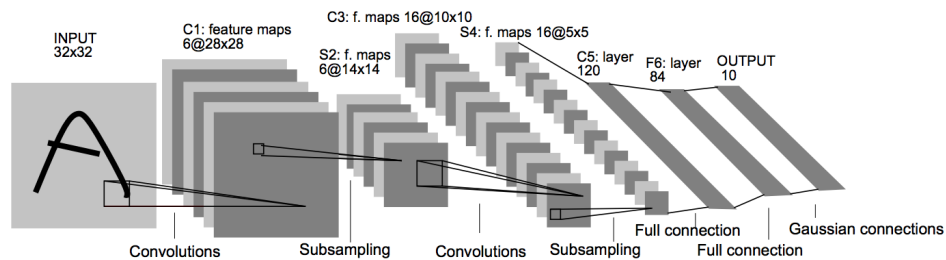 INPUT
32x32
C1: feature maps
6@28x28
S2: f. maps
6@14x14
C3: f. maps 16@10x10
S4: f. maps 16@5x5
C5: layer
120
F6: layer
84
OUTPUT
10
Convolutions
Subsampling
Convolutions
Subsampling
Full connection
Full connection
Gaussian connections
A